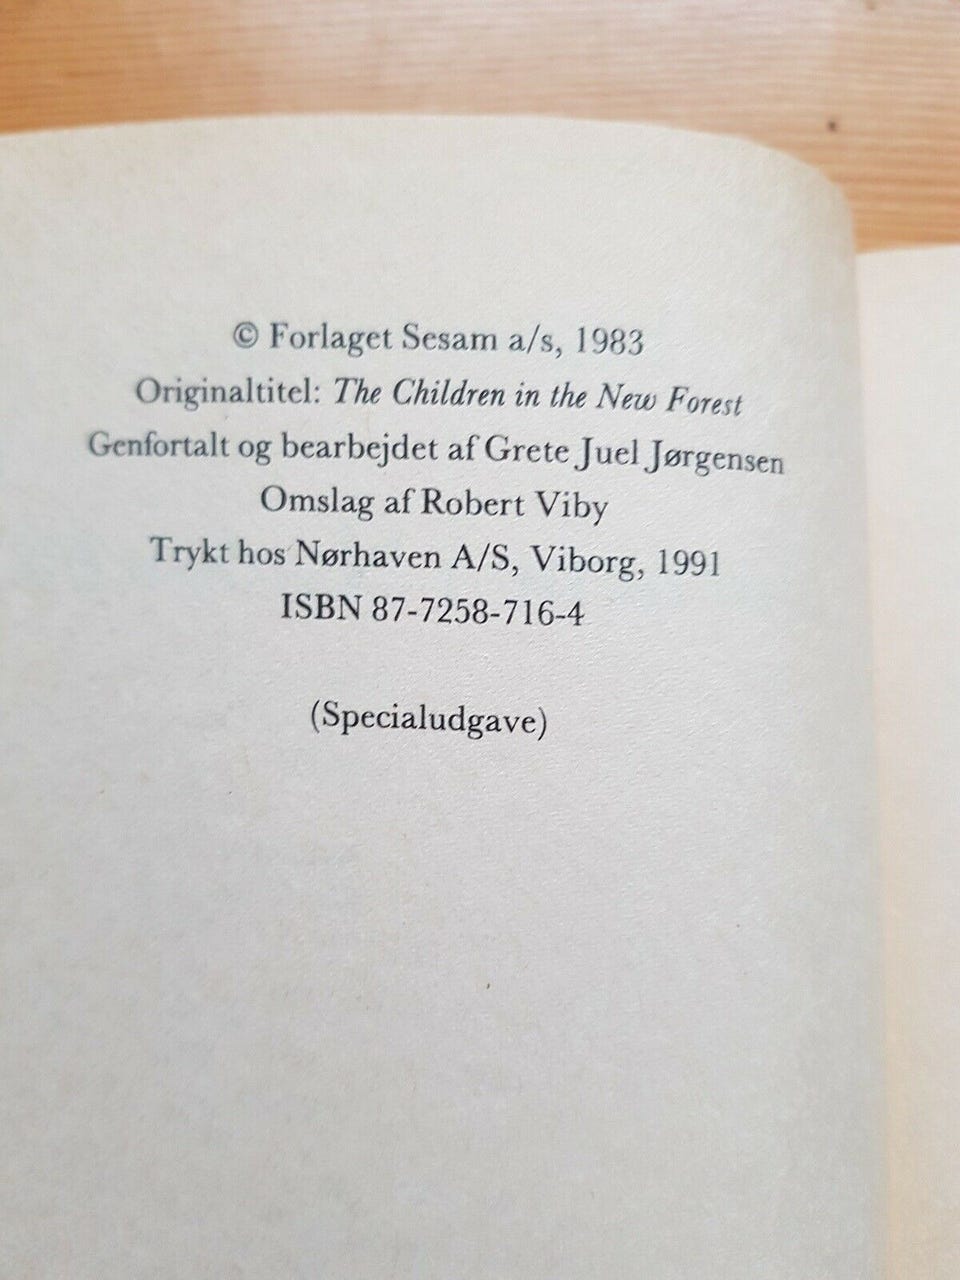 © Forlaget Sesam a/s, 1983
Originaltitel: The Children in the New Forest
Genfortalt og bearbejdet af Grete Juel Jørgensen
Omslag af Robert Viby
Trykt hos Nørhaven A/S, Viborg, 1991
ISBN 87-7258-716-4
(Specialudgave)